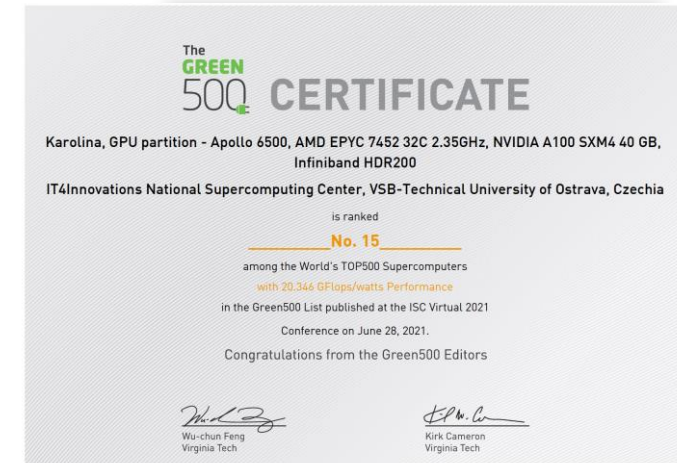 The
GREEN
500 CERTIFICATE
Karolina, GPU partition - Apollo 6500, AMD EPYC 7452 32C 2.35GHz, NVIDIA A100 SXM4 40 GB,
Infiniband HDR200
IT4Innovations National Supercomputing Center, VSB-Technical University of Ostrava, Czechia
is ranked
No. 15
among the World's TOP500 Supercomputers
with 20.346 GFlops/watts Performance
in the Green500 List published at the ISC Virtual 2021
Conference on June 28, 2021.
Congratulations from the Green500 Editors
Wu-chun Feng
Virginia Tech
Kirk Cameron
Virginia Tech